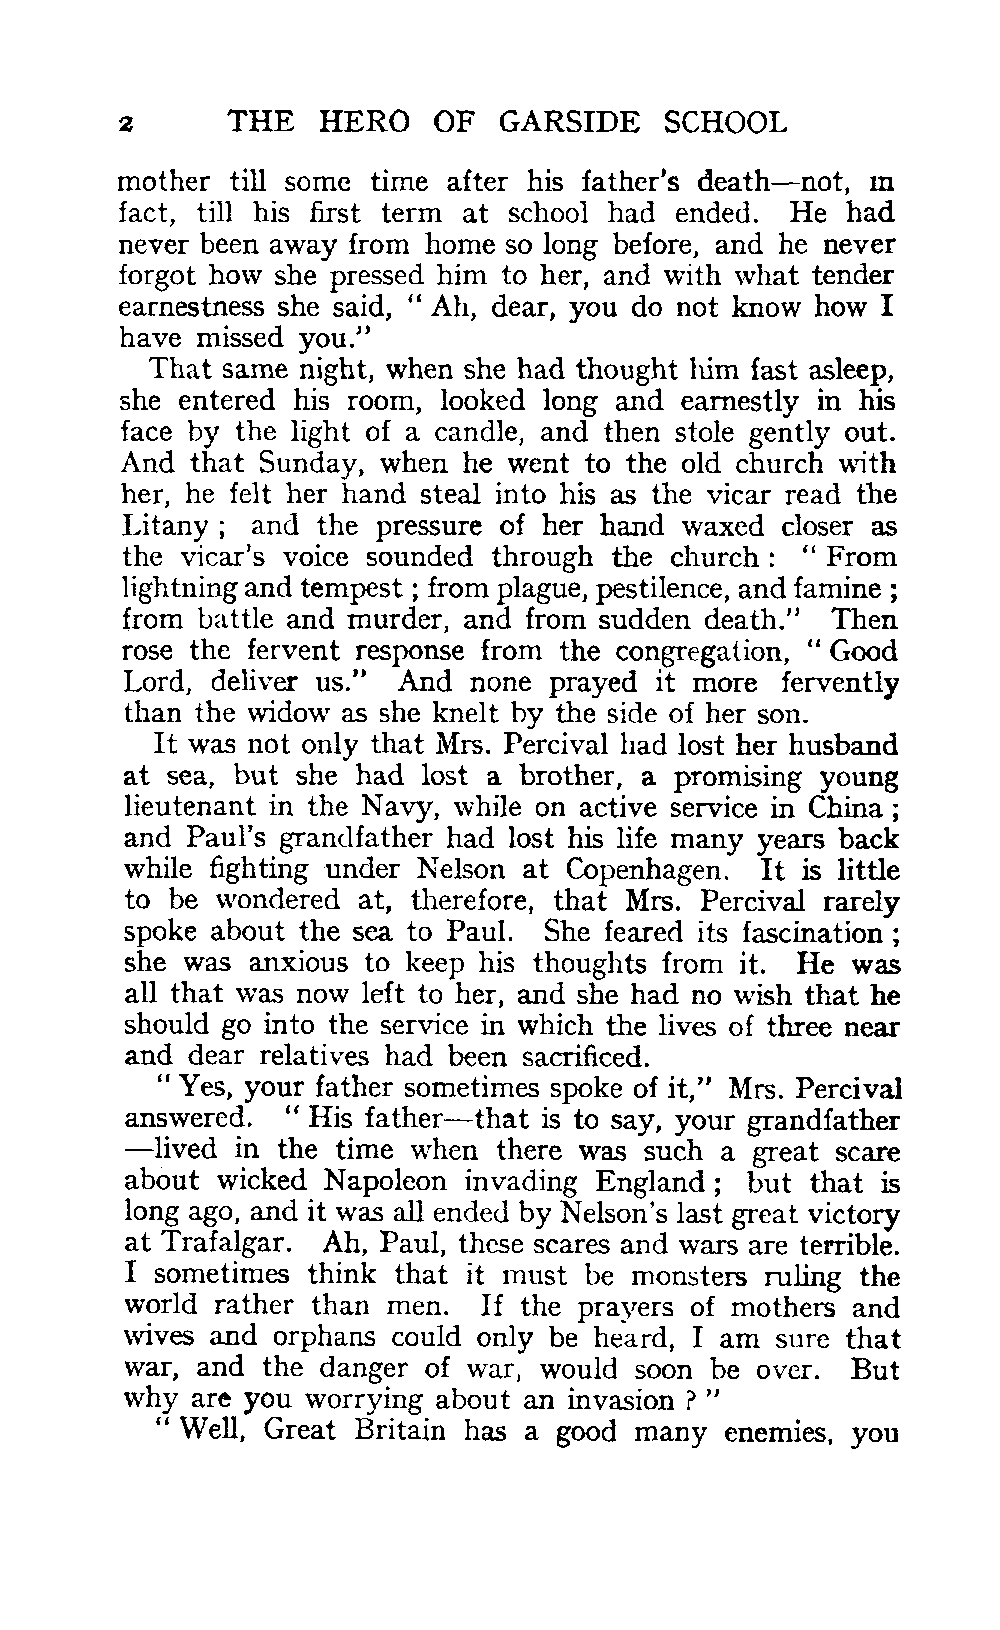 2 THE HERO OF GARSIDE SCHOOL
mother till some time after his father's death—not, in
fact, till his first term at school had ended. He had
never been away from home so long before, and he never
forgot how she pressed him to her, and with what tender
earnestness she said, " Ah, dear, you do not know how I
have missed you."
That same night, when she had thought him fast asleep,
she entered his room, looked long and earnestly in his
face by the light of a candle, and then stole gently out.
And that Sunday, when he went to the old church with
her, he felt her hand steal into his as the vicar read the
Litany ; and the pressure of her hand waxed closer as
the vicar's voice sounded through the church : " From
lightning and tempest ; from plague, pestilence, and famine ;
from battle and murder, and from sudden death." Then
rose the fervent response from the congregation, " Good
Lord, deliver us." And none prayed it more fervently
than the widow as she knelt by the side of her son.
It was not only that Mrs. Percival had lost her husband
at sea, but she had lost a brother, a promising young
lieutenant in the Navy, while on active service in China ;
and Paul's grandfather had lost his life many years back
while fighting under Nelson at Copenhagen. It is little
to be wondered at, therefore, that Mrs. Percival rarely
spoke about the sea to Paul. She feared its fascination ;
she was anxious to keep his thoughts from it. He was
all that was now left to her, and she had no wish that he
should go into the service in which the lives of three near
and dear relatives had been sacrificed.
" Yes, your father sometimes spoke of it," Mrs. Percival
answered. " His father—that is to say, your grandfather
—lived in the time when there was such a great scare
about wicked Napoleon invading England ; but that is
long ago, and it was all ended by Nelson's last great victory
at Trafalgar. Ah, Paul, these scares and wars are terrible.
I sometimes think that it must be monsters ruling the
world rather than men. If the prayers of mothers and
wives and orphans could only be heard, I am sure that
war, and the danger of war, would soon be over. But
why are you worrying about an invasion ? "
" Well, Great Britain has a good many enemies, you